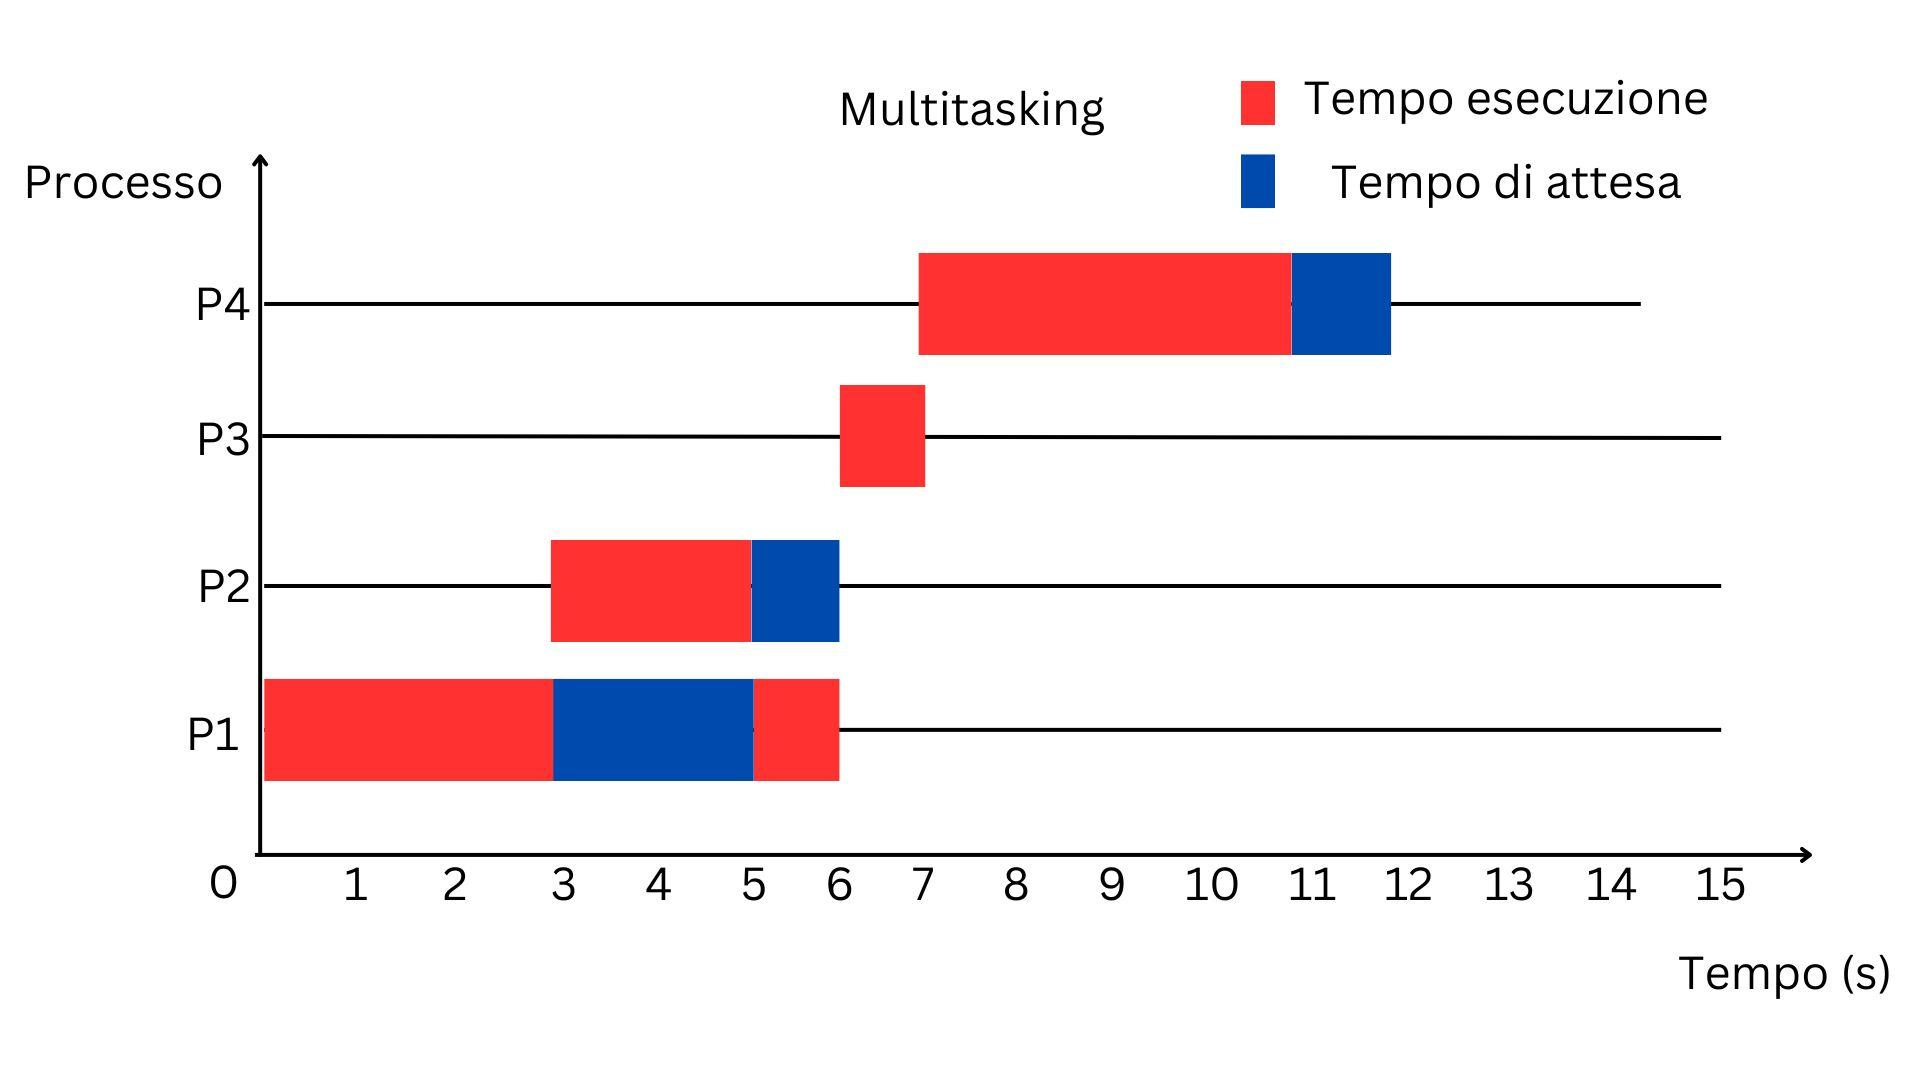 Multitasking
Tempo esecuzione
Tempo di attesa
Processo
P4
P3
P2
P1
0 1 2 3 4 5 6 7 8 9 10 11 12 13 14 15
Tempo (s)